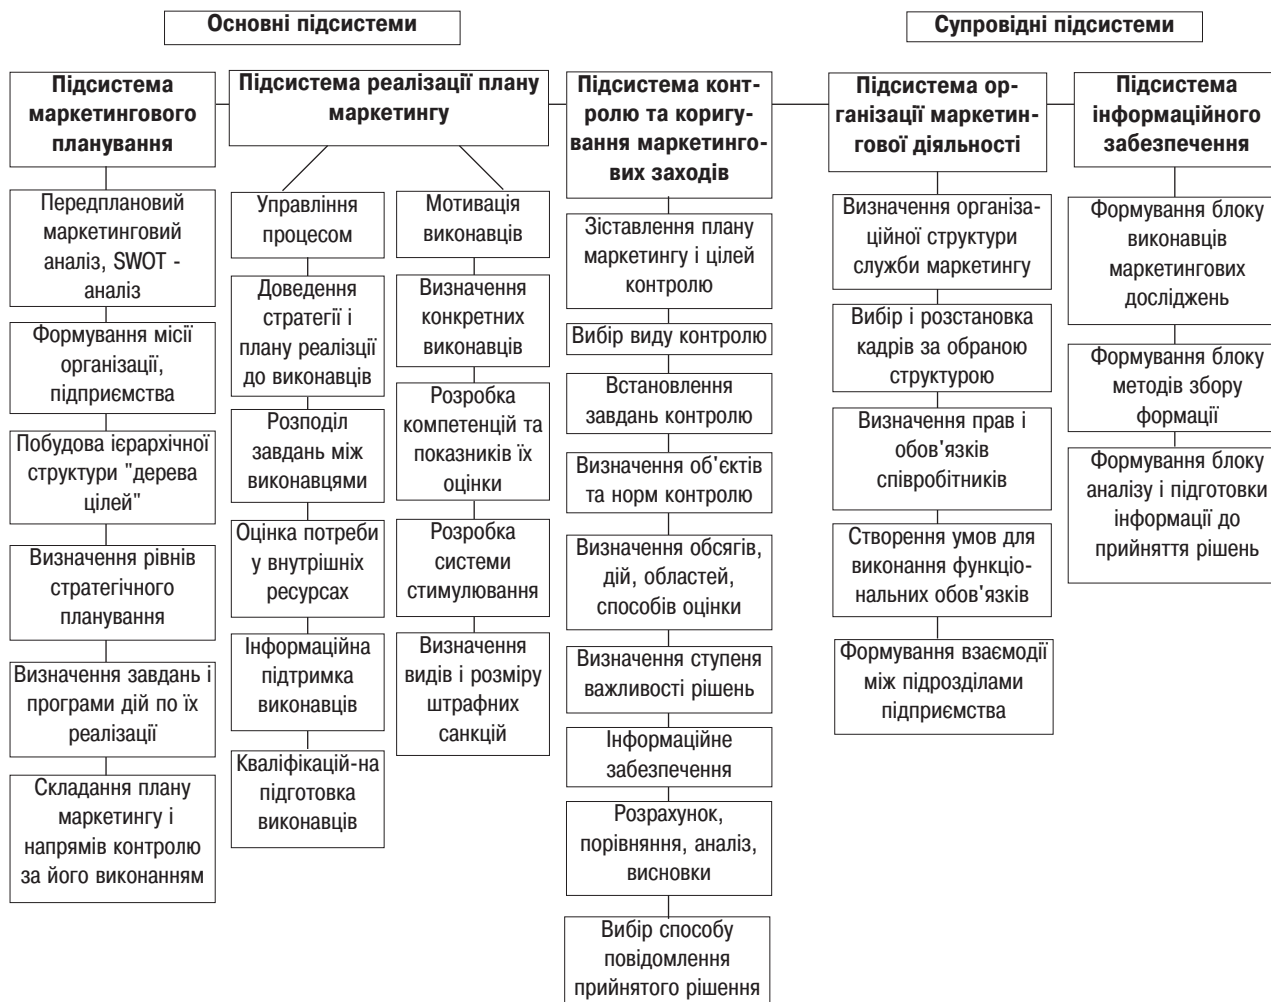 Основні підсистеми
Супровідні підсистеми
Підсистема
маркетингового
планування
Підсистема реалізації плану
маркетингу
Підсистема конт-
ролю та коригу-
вання маркетинго-
вих заходів
Підсистема ор-
ганізації маркетин-
гової діяльності
Підсистема
інформаційного
забезпечення
Передплановий
маркетинговий
аналіз, SWOT -
аналіз
Формування місії
організації,
підприємства
Побудова ієрархічної
структури "дерева
цілей"
Визначення рівнів
стратегічного
планування
Визначення завдань і
програми дій по їх
реалізації
Складання плану
маркетингу і
напрямів контролю
за його виконанням
Управління
процесом
Доведення
стратегії і
плану реалізції
до виконавців
Розподіл
завдань між
виконавцями
Оцінка потреби
у внутрішніх
ресурсах
Інформаційна
підтримка
виконавців
Кваліфікацій-на
підготовка
виконавців
Мотивація
виконавців
Визначення
конкретних
виконавців
Розробка
компетенцій та
показників їх
оцінки
Розробка
системи
стимулювання
Визначення
видів і розміру
штрафних
санкцій
Зіставлення плану
маркетингу і цілей
контролю
Вибір виду контролю
Встановлення
завдань контролю
Визначення об'єктів
та норм контролю
Визначення обсягів,
дій, областей,
способів оцінки
Визначення ступеня
важливості рішень
Інформаційне
забезпечення
Розрахунок,
порівняння, аналіз,
висновки
Вибір способу
повідомлення
прийнятого рішення
Визначення організа-
ційної структури
служби маркетингу
Вибір і розстановка
кадрів за обраною
структурою
Визначення прав і
обов'язків
співробітників
Створення умов для
виконання функціо-
нальних обов'язків
Формування взаємодії
між підрозділами
підприємства
Формування блоку
виконавців
маркетингових
досліджень
Формування блоку
методів збору
формації
Формування блоку
аналізу і підготовки
інформації до
прийняття рішень